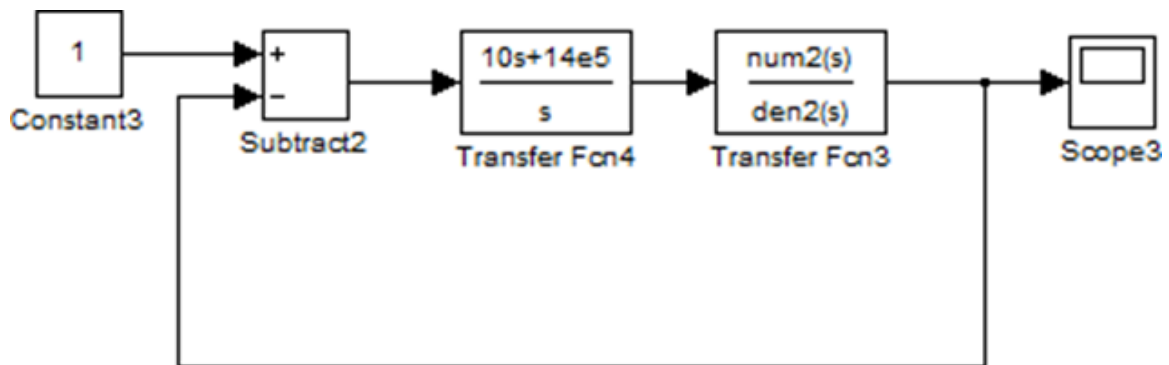 1
Constant3
+
−
Subtract2
10s+14e5
s
Transfer Fcn4
num2(s)
den2(s)
Transfer Fcn3
Scope3